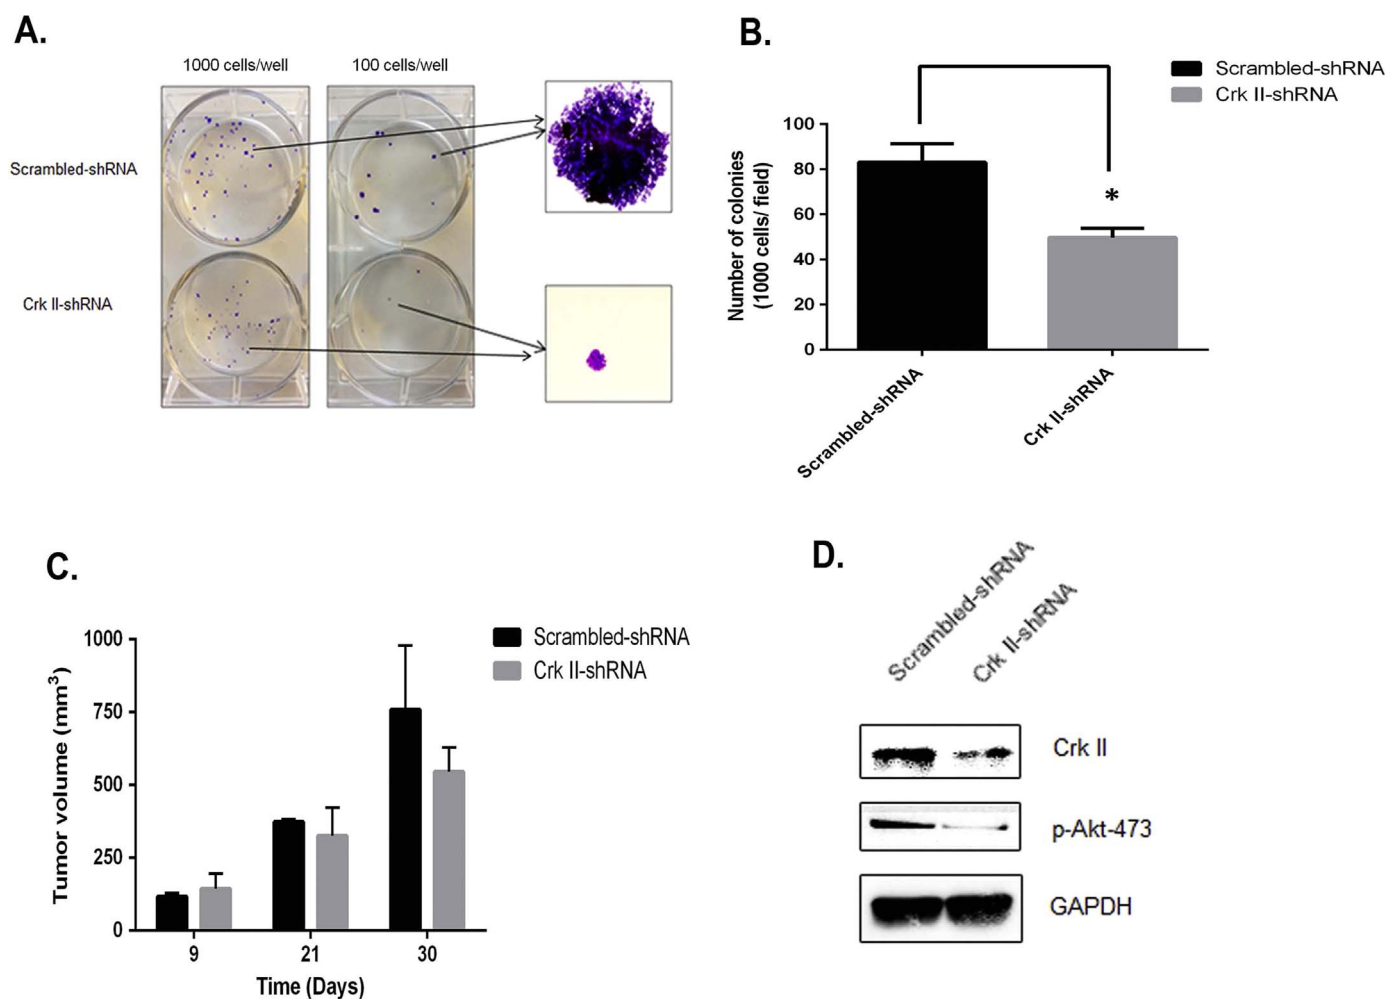 A.
1000 cells/well
100 cells/well
Scrambled-shRNA
Crk II-shRNA
B.
Scrambled-shRNA
Crk II-shRNA
Number of colonies
(1000 cells/ field)
100
80
60
40
20
0
*
Scrambled-shRNA
Crk II-shRNA
C.
Scrambled-shRNA
Crk II-shRNA
Tumor volume (mm³)
1000
750
500
250
0
9
21
30
Time (Days)
D.
Scrambled-shRNA
Crk II-shRNA
Crk II
p-Akt-473
GAPDH